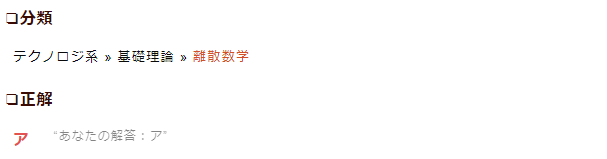 ❏分類
テクノロジ系 » 基礎理論 » 離散数学
❏正解
ア “あなたの解答：ア”